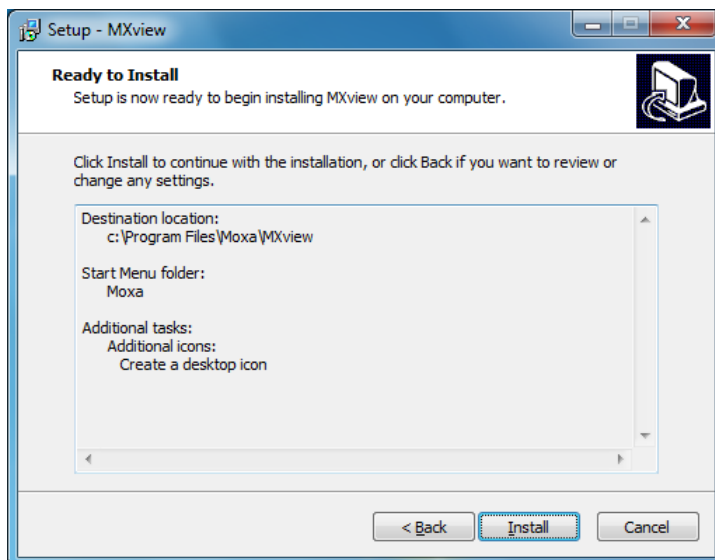 Setup - MXview
Ready to Install
Setup is now ready to begin installing MXview on your computer.
Click Install to continue with the installation, or click Back if you want to review or
change any settings.
Destination location:
c:\Program Files\Moxa\MXview
Start Menu folder:
Moxa
Additional tasks:
Additional icons:
Create a desktop icon
< Back
Install
Cancel